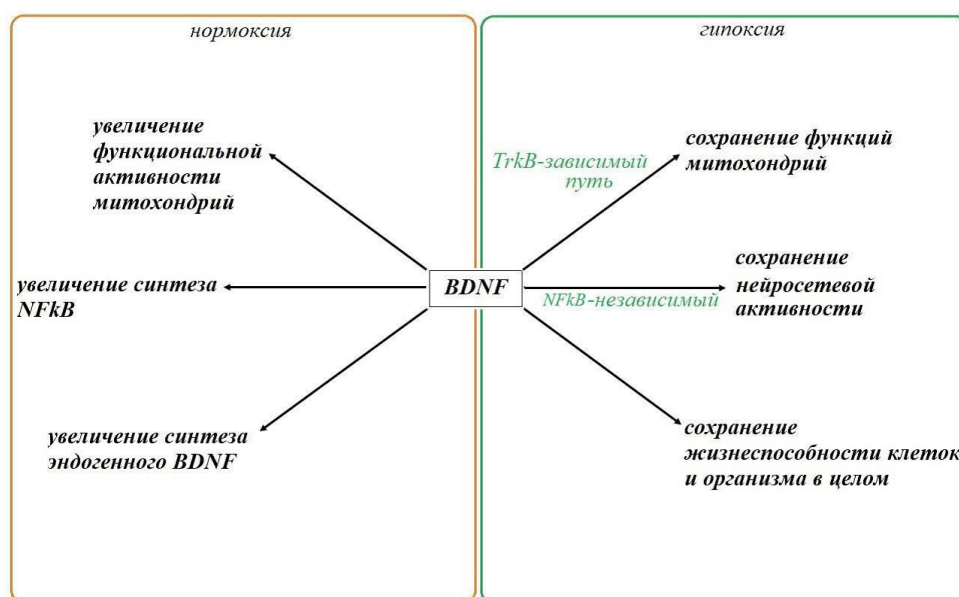 нормоксия
увеличение
функциональной
активности
митохондрий
увеличение синтеза
NFkB
увеличение синтеза
эндогенного BDNF
BDNF
гипоксия
TrkB-зависимый
путь
сохранение функций
митохондрий
NFkB-независимый
сохранение
нейросетевой
активности
сохранение
жизнеспособности клеток
и организма в целом